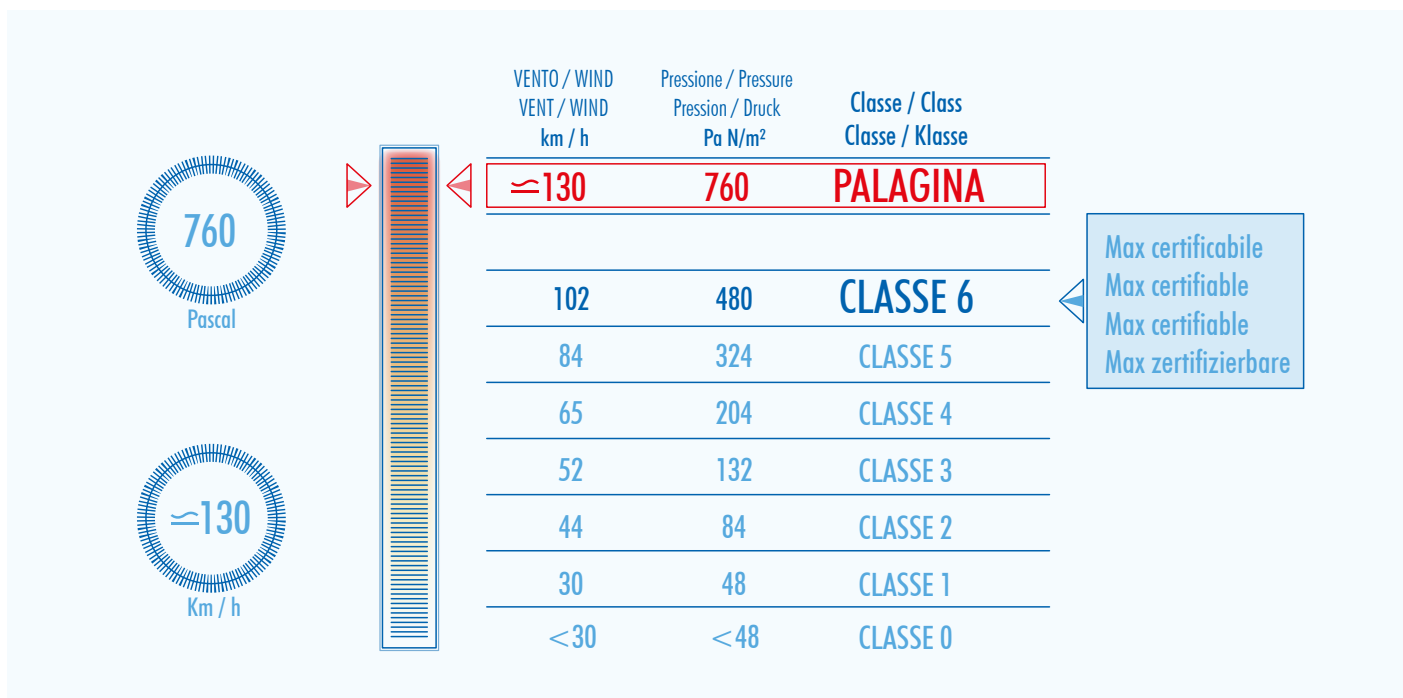 VENTO / WIND
VENT / WIND
km / h
Pressione / Pressure
Pression / Druck
Pa N/m²
Classe / Class
Classe / Klasse
≃130 760 PALAGINA
102 480 CLASSE 6
84 324 CLASSE 5
65 204 CLASSE 4
52 132 CLASSE 3
44 84 CLASSE 2
30 48 CLASSE 1
<30 <48 CLASSE 0
760
Pascal
≃130
Km / h
Max certificabile
Max certifiable
Max certifiable
Max zertifizierbare